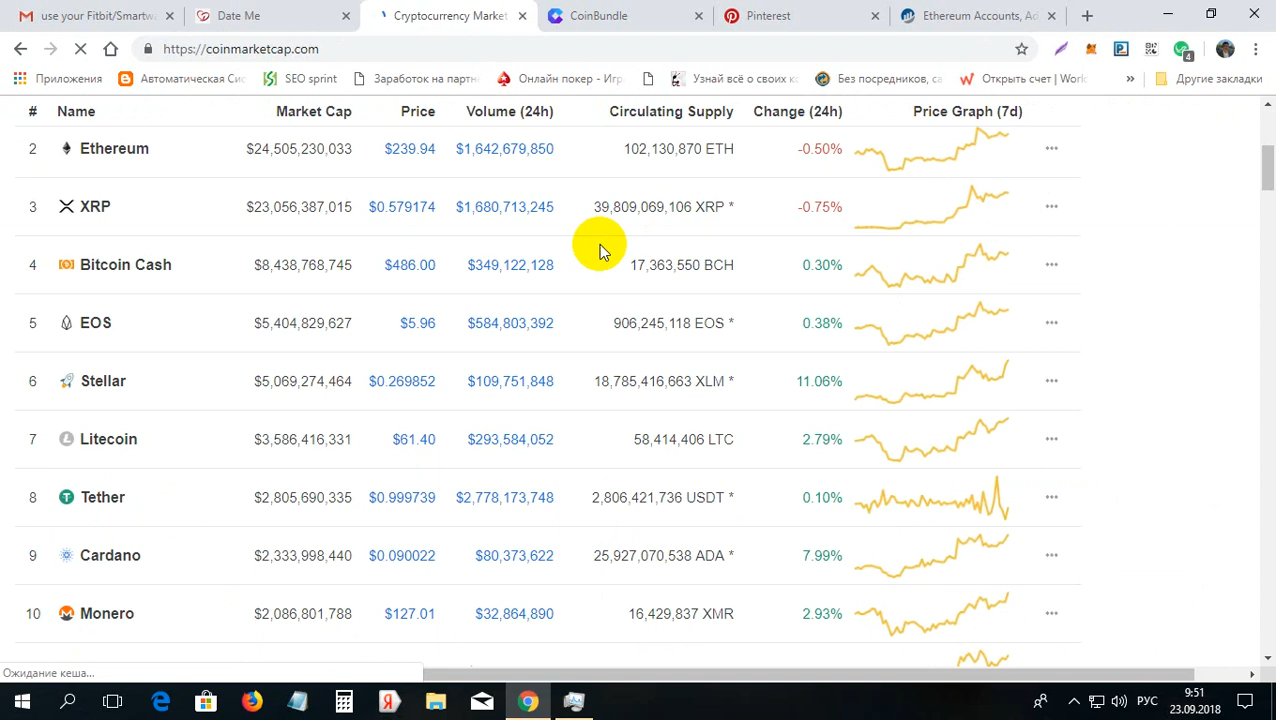 use your Fitbit/Smartwa
Date Me
Cryptocurrency Market
CoinBundle
Pinterest
Ethereum Accounts, Ad
https://coinmarketcap.com
4
Приложения
Автоматическая Сис
SEO sprint
Заработок на партн
Онлайн покер - Игр
Узнай всё о своих к
Без посредников, са
Открыть счет | World
»
Другие закладки
# Name Market Cap Price Volume (24h) Circulating Supply Change (24h) Price Graph (7d)
2 Ethereum $24,505,230,033 $239.94 $1,642,679,850 102,130,870 ETH -0.50%
3 XRP $23,059,387,015 $0.579174 $1,680,713,245 39,809,069,106 XRP * -0.75%
4 Bitcoin Cash $8,438,768,745 $486.00 $349,122,128 17,363,550 BCH 0.30%
5 EOS $5,404,829,627 $5.96 $584,803,392 906,245,118 EOS * 0.38%
6 Stellar $5,069,274,464 $0.269852 $109,751,848 18,785,416,663 XLM * 11.06%
7 Litecoin $3,586,416,331 $61.40 $293,584,052 58,414,406 LTC 2.79%
8 Tether $2,805,690,335 $0.999739 $2,778,173,748 2,806,421,736 USDT * 0.10%
9 Cardano $2,333,998,440 $0.090022 $80,373,622 25,927,070,538 ADA * 7.99%
10 Monero $2,086,801,788 $127.01 $32,864,890 16,429,837 XMR 2.93%
Ожидание кеша...
РУС
9:51
23.09.2018